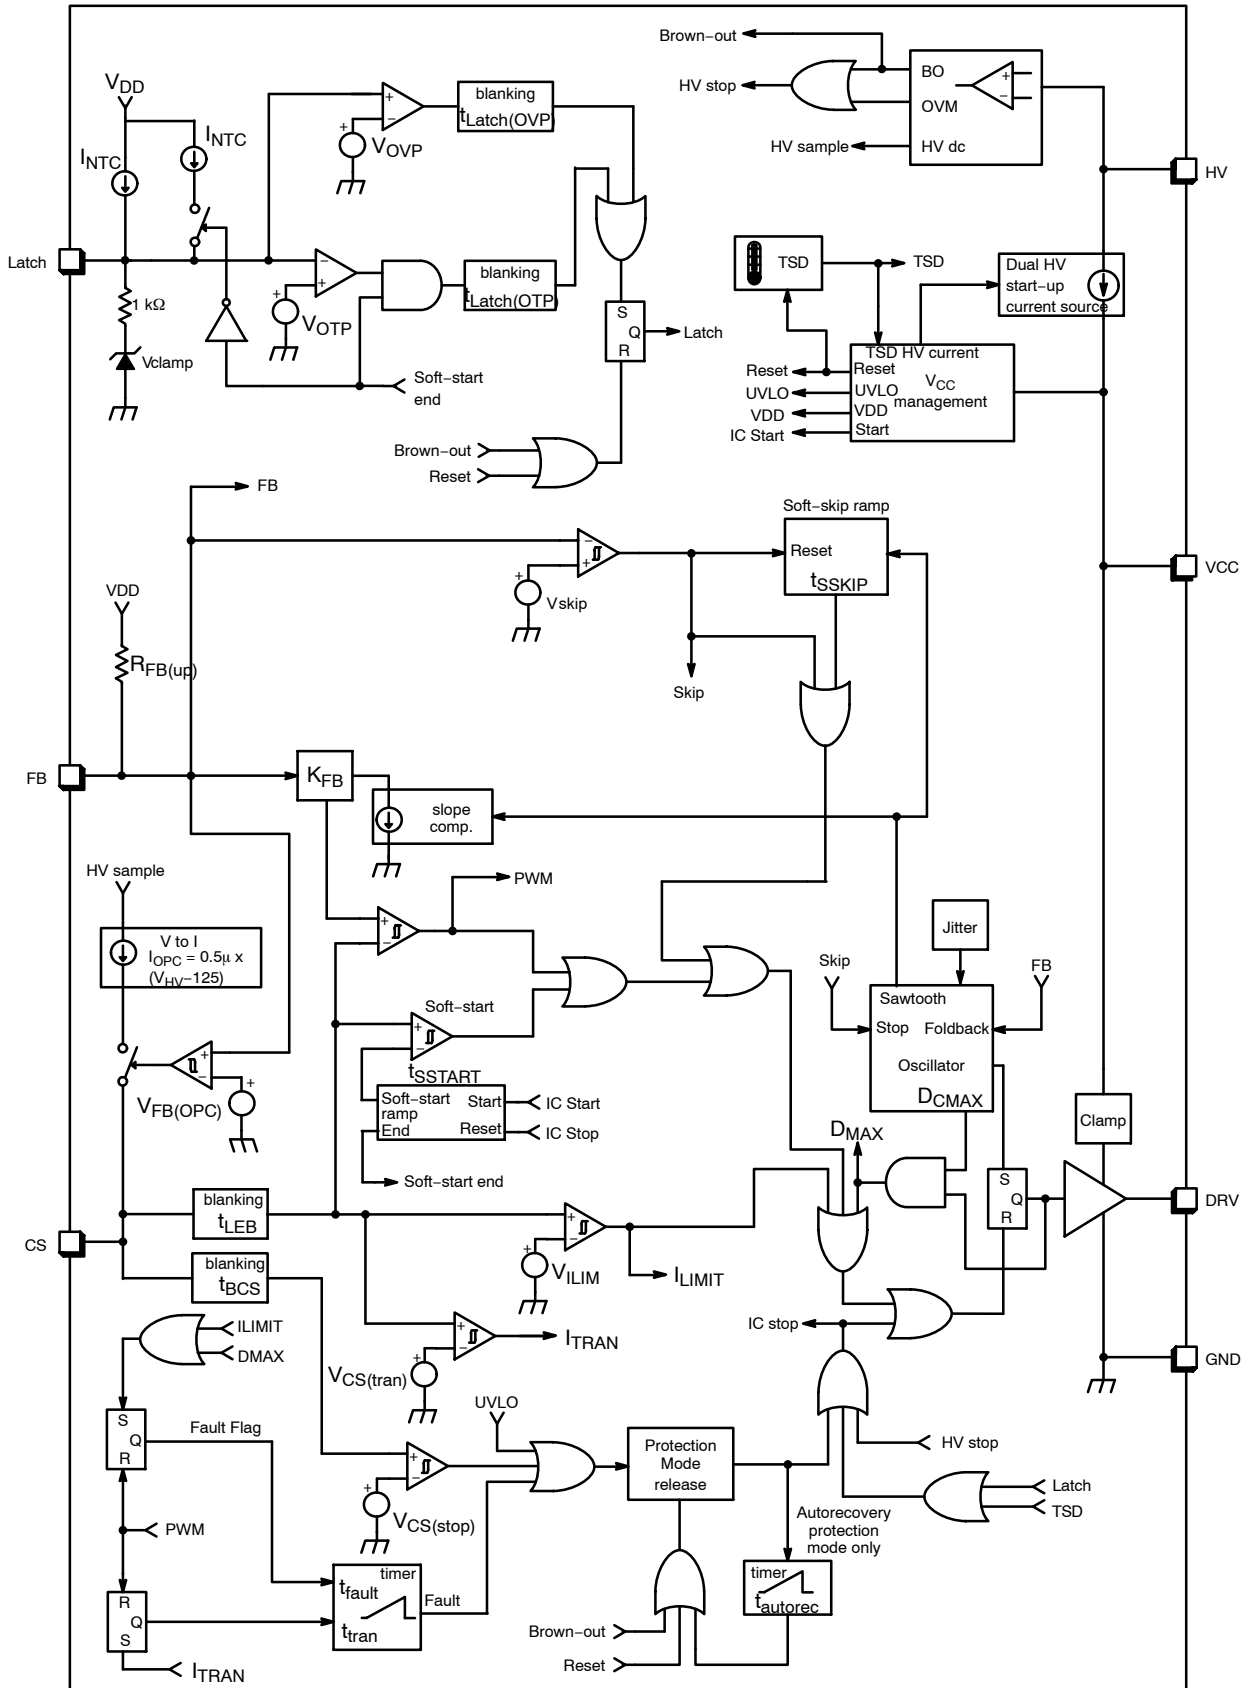 Brown−out
BO
HV stop
OVM
HV sample
HV dc
HV
VDD
INTC
INTC
blanking
tLatch(OVP)
+
−
+
VOVP
Latch
1 kΩ
Vclamp
−
+
+
VOTP
blanking
tLatch(OTP)
S
Q
R
Latch
Soft−start
end
Brown−out
Reset
TSD
TSD
Dual HV
start−up
current source
TSD HV current
Reset
Reset
VCC
management
UVLO
UVLO
VDD
VDD
IC Start
Start
FB
Soft−skip ramp
−
+
Reset
tSSKIP
+
Vskip
Skip
VCC
VDD
RFB(up)
FB
KFB
slope
comp.
HV sample
V to I
IOPC = 0.5μ x
(VHV−125)
PWM
+
−
Soft−start
+
−
tSSTART
Soft−start
ramp
End
Start
Reset
IC Start
IC Stop
Soft−start end
+
−
+
VFB(OPC)
Jitter
Skip
FB
Sawtooth
Stop
Foldback
Oscillator
DCMAX
DMAX
Clamp
S
Q
R
DRV
blanking
tLEB
CS
blanking
tBCS
+
−
+
VILIM
ILIMIT
ILIMIT
DMAX
+
−
ITRAN
+
VCS(tran)
IC stop
GND
S
Q
R
Fault Flag
UVLO
+
−
+
VCS(stop)
Protection
Mode
release
HV stop
Latch
TSD
Autorecovery
protection
mode only
PWM
R
Q
S
ITRAN
timer
tfault
ttran
Fault
timer
tautorec
Brown−out
Reset